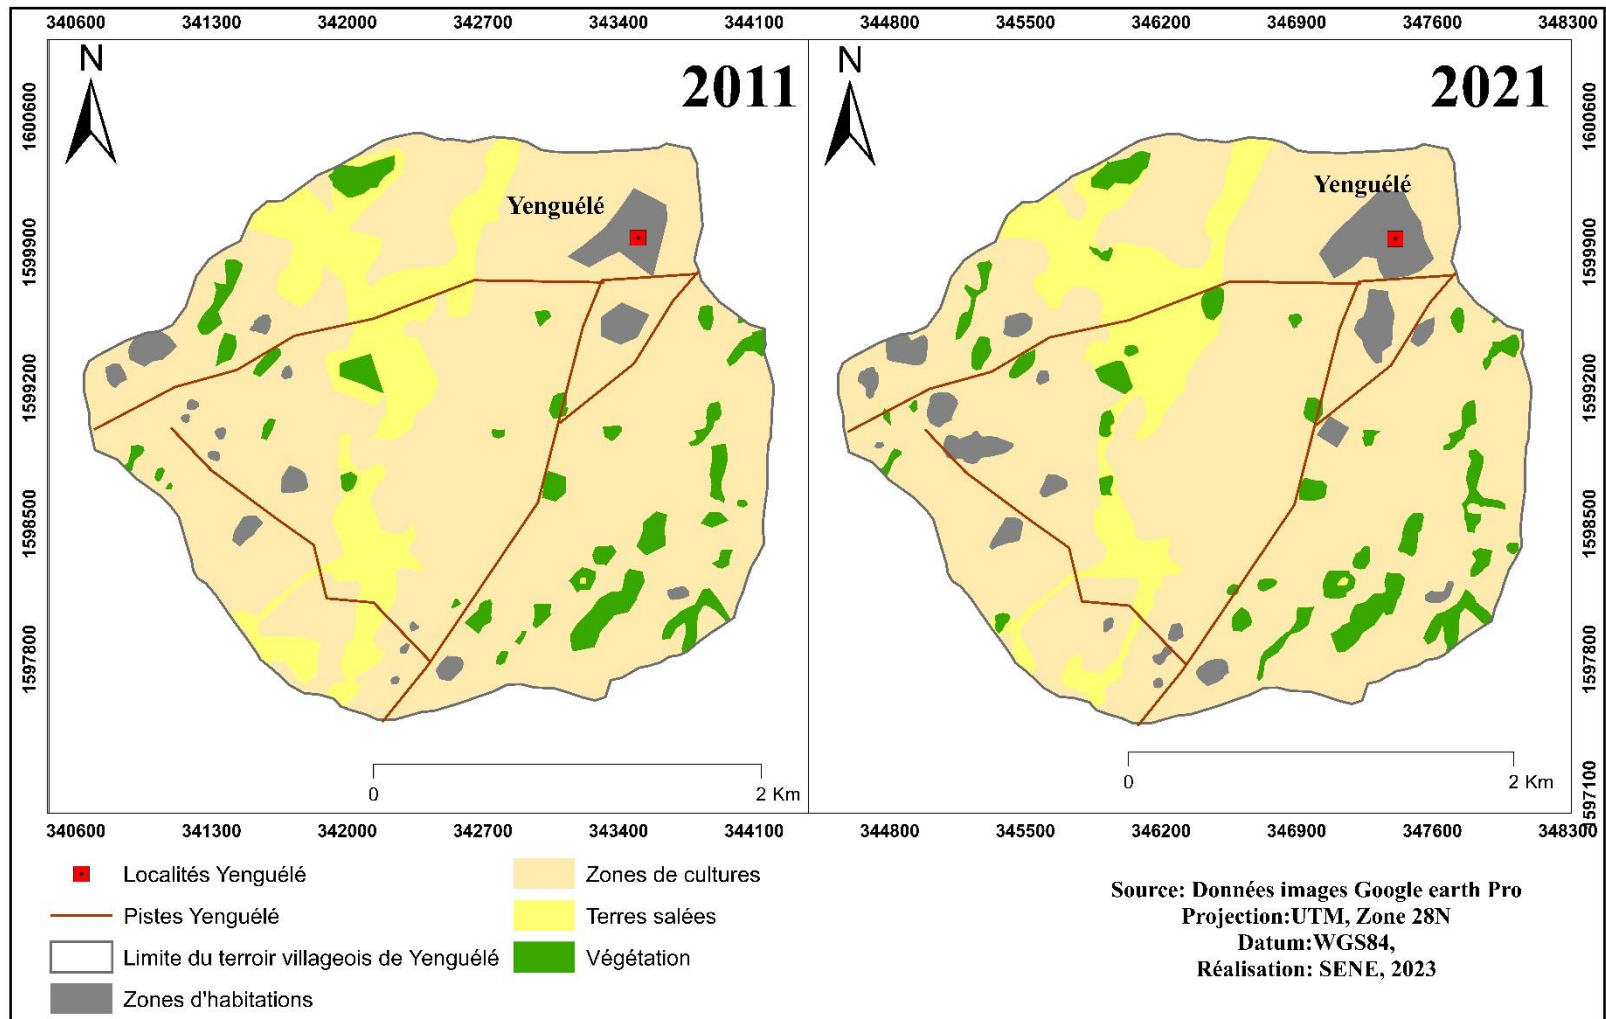 340600 341300 342000 342700 343400 344100 344800 345500 346200 346900 347600 348300
N
2011
N
2021
1600600
1599900
1599200
1598500
1597800
Yenguélé
Yenguélé
1600600
1599900
1599200
1598500
1597800
1597100
0 2 Km
0 2 Km
340600 341300 342000 342700 343400 344100 344800 345500 346200 346900 347600 348300
Localités Yenguélé
Pistes Yenguélé
Limite du terroir villageois de Yenguélé
Zones d'habitations
Zones de cultures
Terres salées
Végétation
Source: Données images Google earth Pro
Projection:UTM, Zone 28N
Datum:WGS84,
Réalisation: SENE, 2023